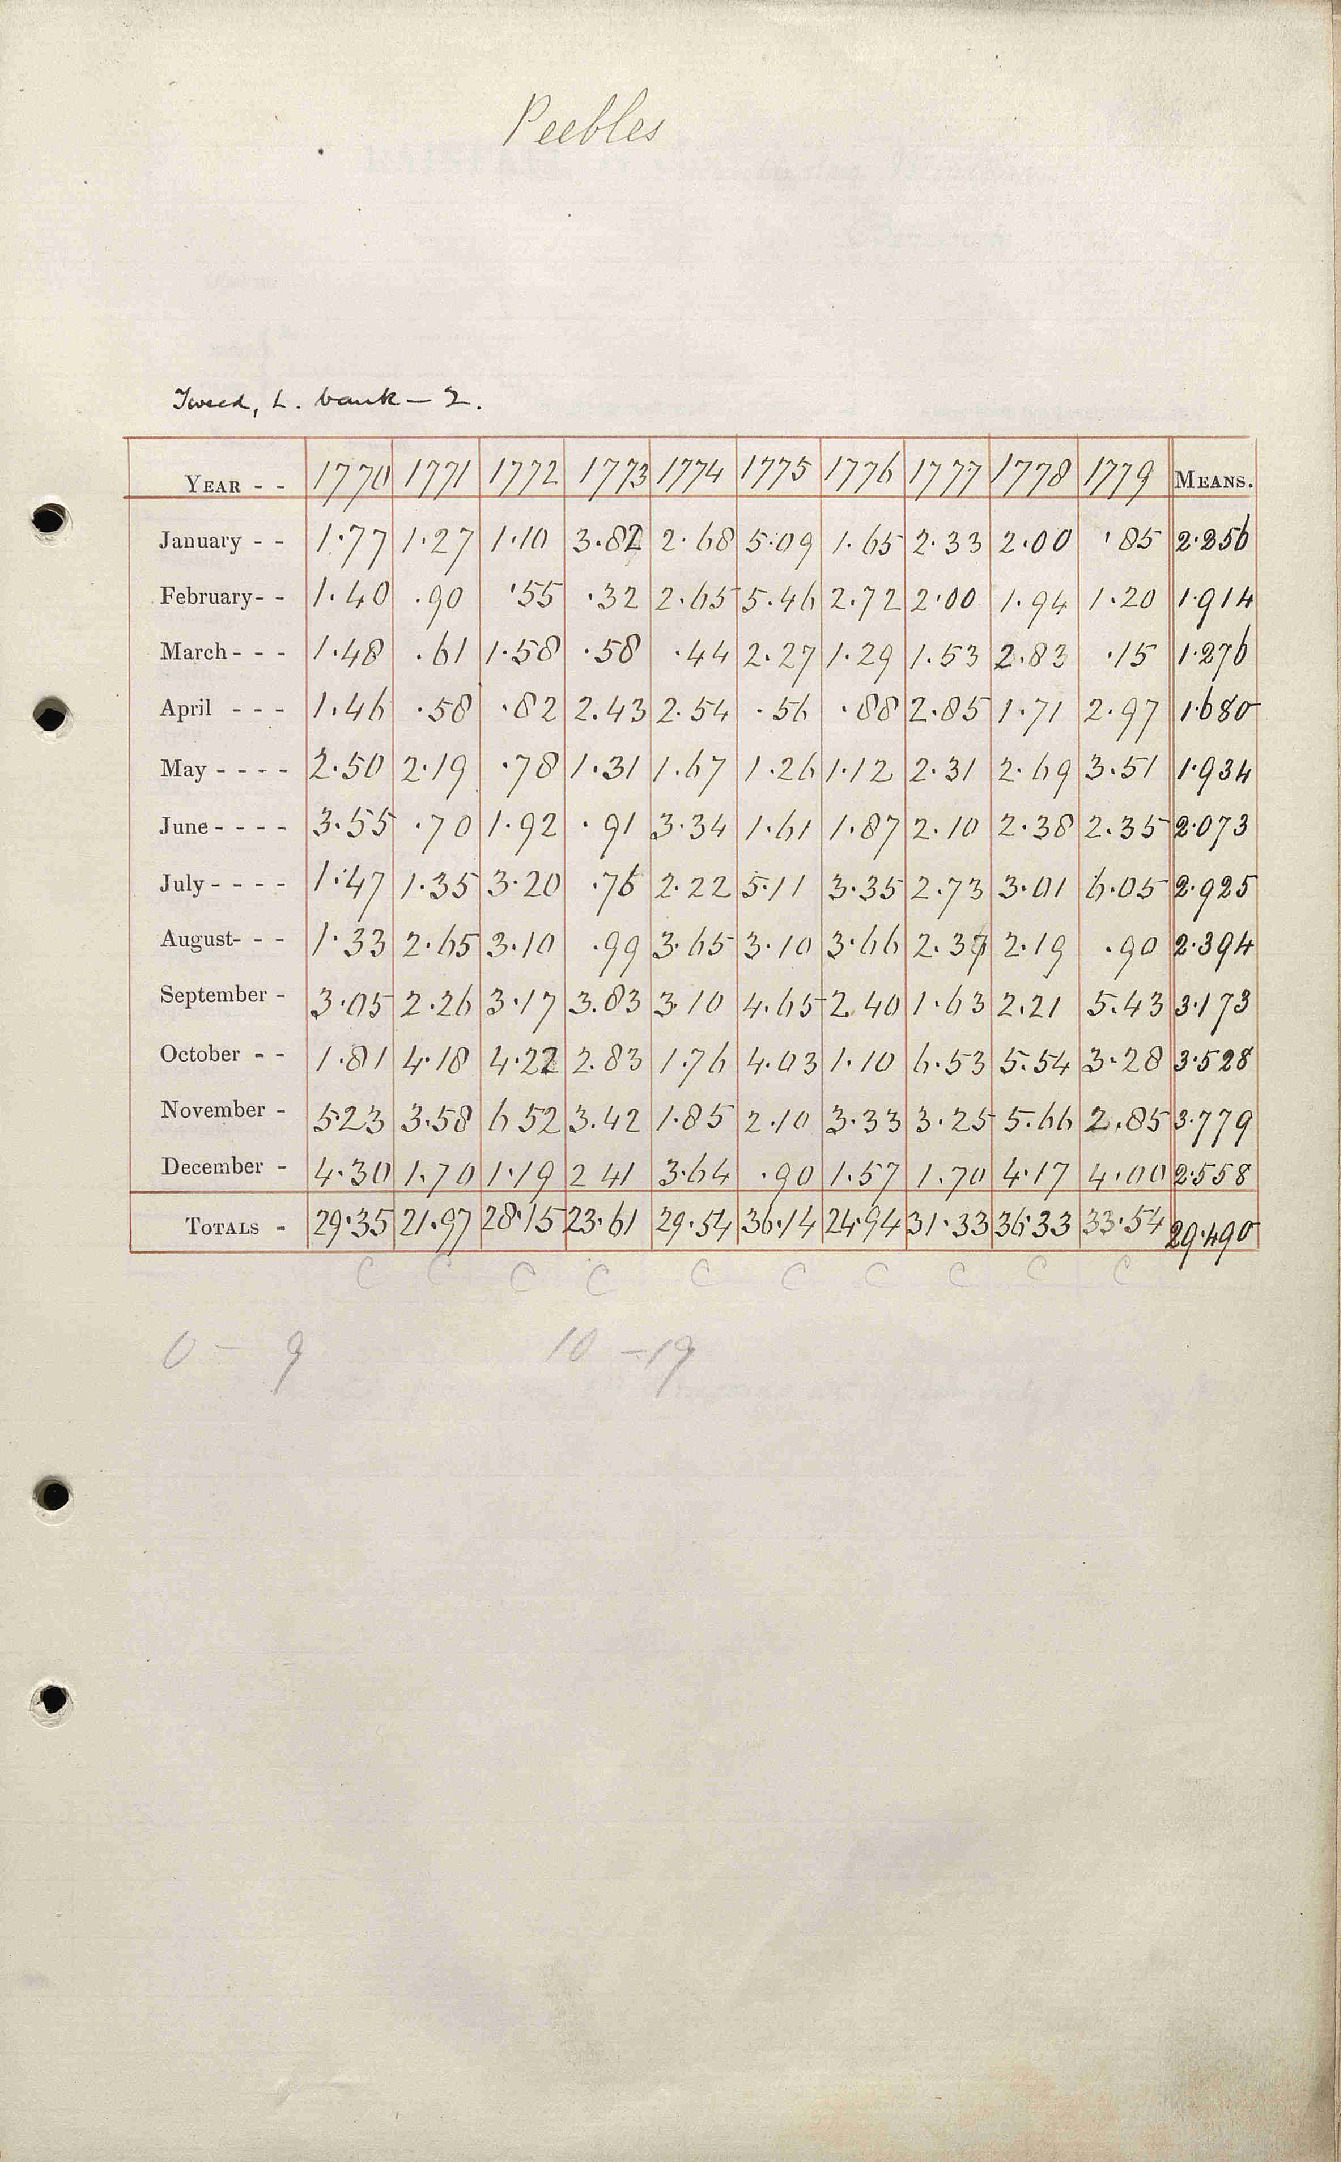 Peebles
Tweed, L. bank — 2.
YEAR - - 1770 1771 1772 1773 1774 1775 1776 1777 1778 1779 MEANS.
January - - 1·77 1·27 1·10 3·82 2·68 5·09 1·65 2·33 2·00 ·85 2·256
February- - 1·40 ·90 ·55 ·32 2·65 5·46 2·72 2·00 1·94 1·20 1·914
March - - - 1·48 ·61 1·58 ·58 ·44 2·27 1·29 1·53 2·83 ·15 1·276
April - - - 1·46 ·58 ·82 2·43 2·54 ·56 ·88 2·85 1·71 2·97 1·680
May - - - - 2·50 2·19 ·78 1·31 1·67 1·26 1·12 2·31 2·69 3·51 1·934
June - - - - 3·55 ·70 1·92 ·91 3·34 1·61 1·87 2·10 2·38 2·35 2·073
July - - - - 1·47 1·35 3·20 ·76 2·22 5·11 3·35 2·73 3·01 6·05 2·925
August- - - 1·33 2·65 3·10 ·99 3·65 3·10 3·66 2·37 2·19 ·90 2·394
September - 3·05 2·26 3·17 3·83 3·10 4·65 2·40 1·63 2·21 5·43 3·173
October - - 1·81 4·18 4·22 2·83 1·76 4·03 1·10 6·53 5·54 3·28 3·528
November - 5·23 3·58 6 52 3·42 1·85 2·10 3·33 3·25 5·66 2·85 3·779
December - 4·30 1·70 1·19 2 41 3·64 ·90 1·57 1·70 4·17 4·00 2·558
TOTALS - 29·35 21·97 28·15 23·61 29·54 36·14 24·94 31·33 36·33 33·54 29·490
C C C C C C C C C C
0 - 9 10 - 19